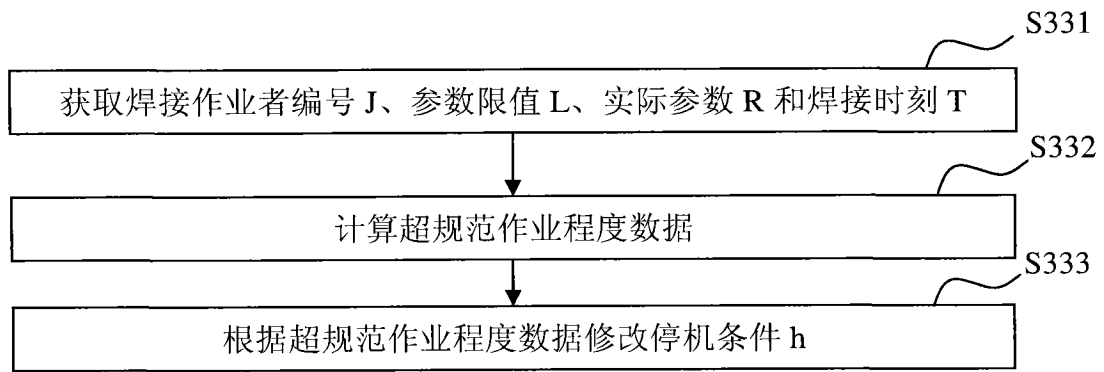 S331
获取焊接作业者编号 J、参数限值 L、实际参数 R 和焊接时刻 T
S332
计算超规范作业程度数据
S333
根据超规范作业程度数据修改停机条件 h